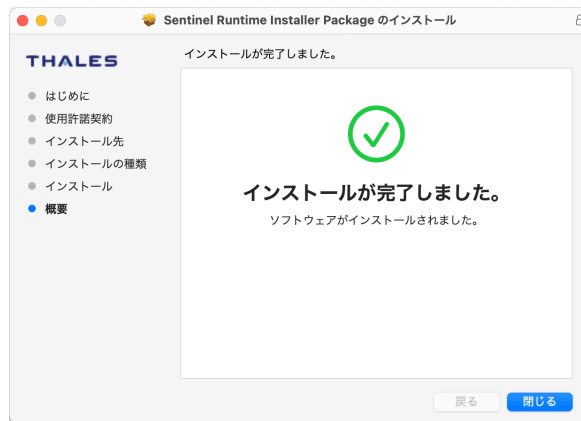 Sentinel Runtime Installer Package のインストール
THALES
インストールが完了しました。
はじめに
使用許諾契約
インストール先
インストールの種類
インストール
概要
インストールが完了しました。
ソフトウェアがインストールされました。
戻る
閉じる